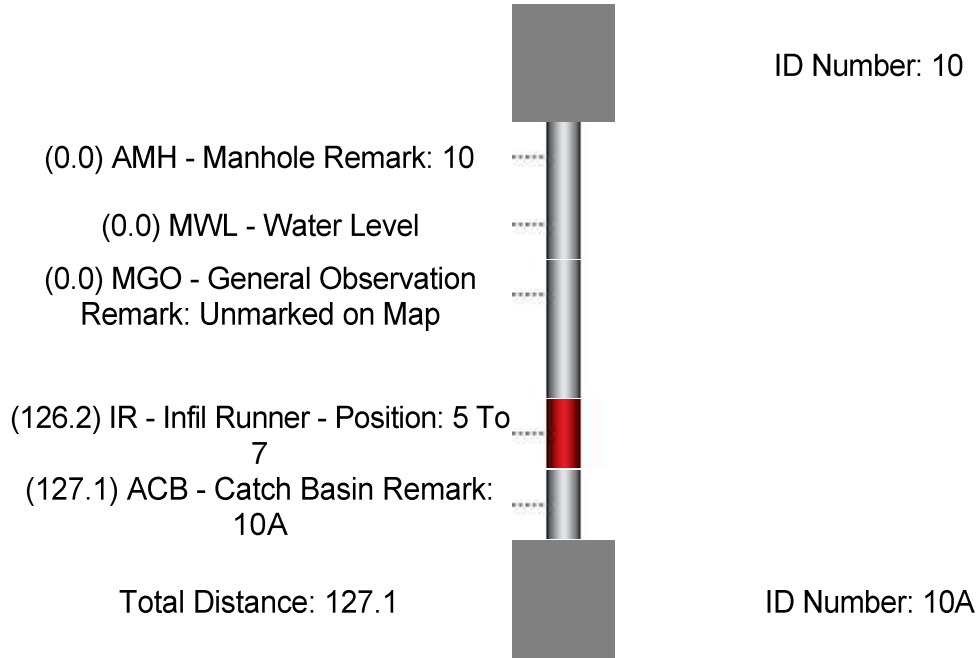 ID Number: 10
(0.0) AMH - Manhole Remark: 10
(0.0) MWL - Water Level
(0.0) MGO - General Observation
Remark: Unmarked on Map
(126.2) IR - Infil Runner - Position: 5 To
7
(127.1) ACB - Catch Basin Remark:
10A
Total Distance: 127.1
ID Number: 10A